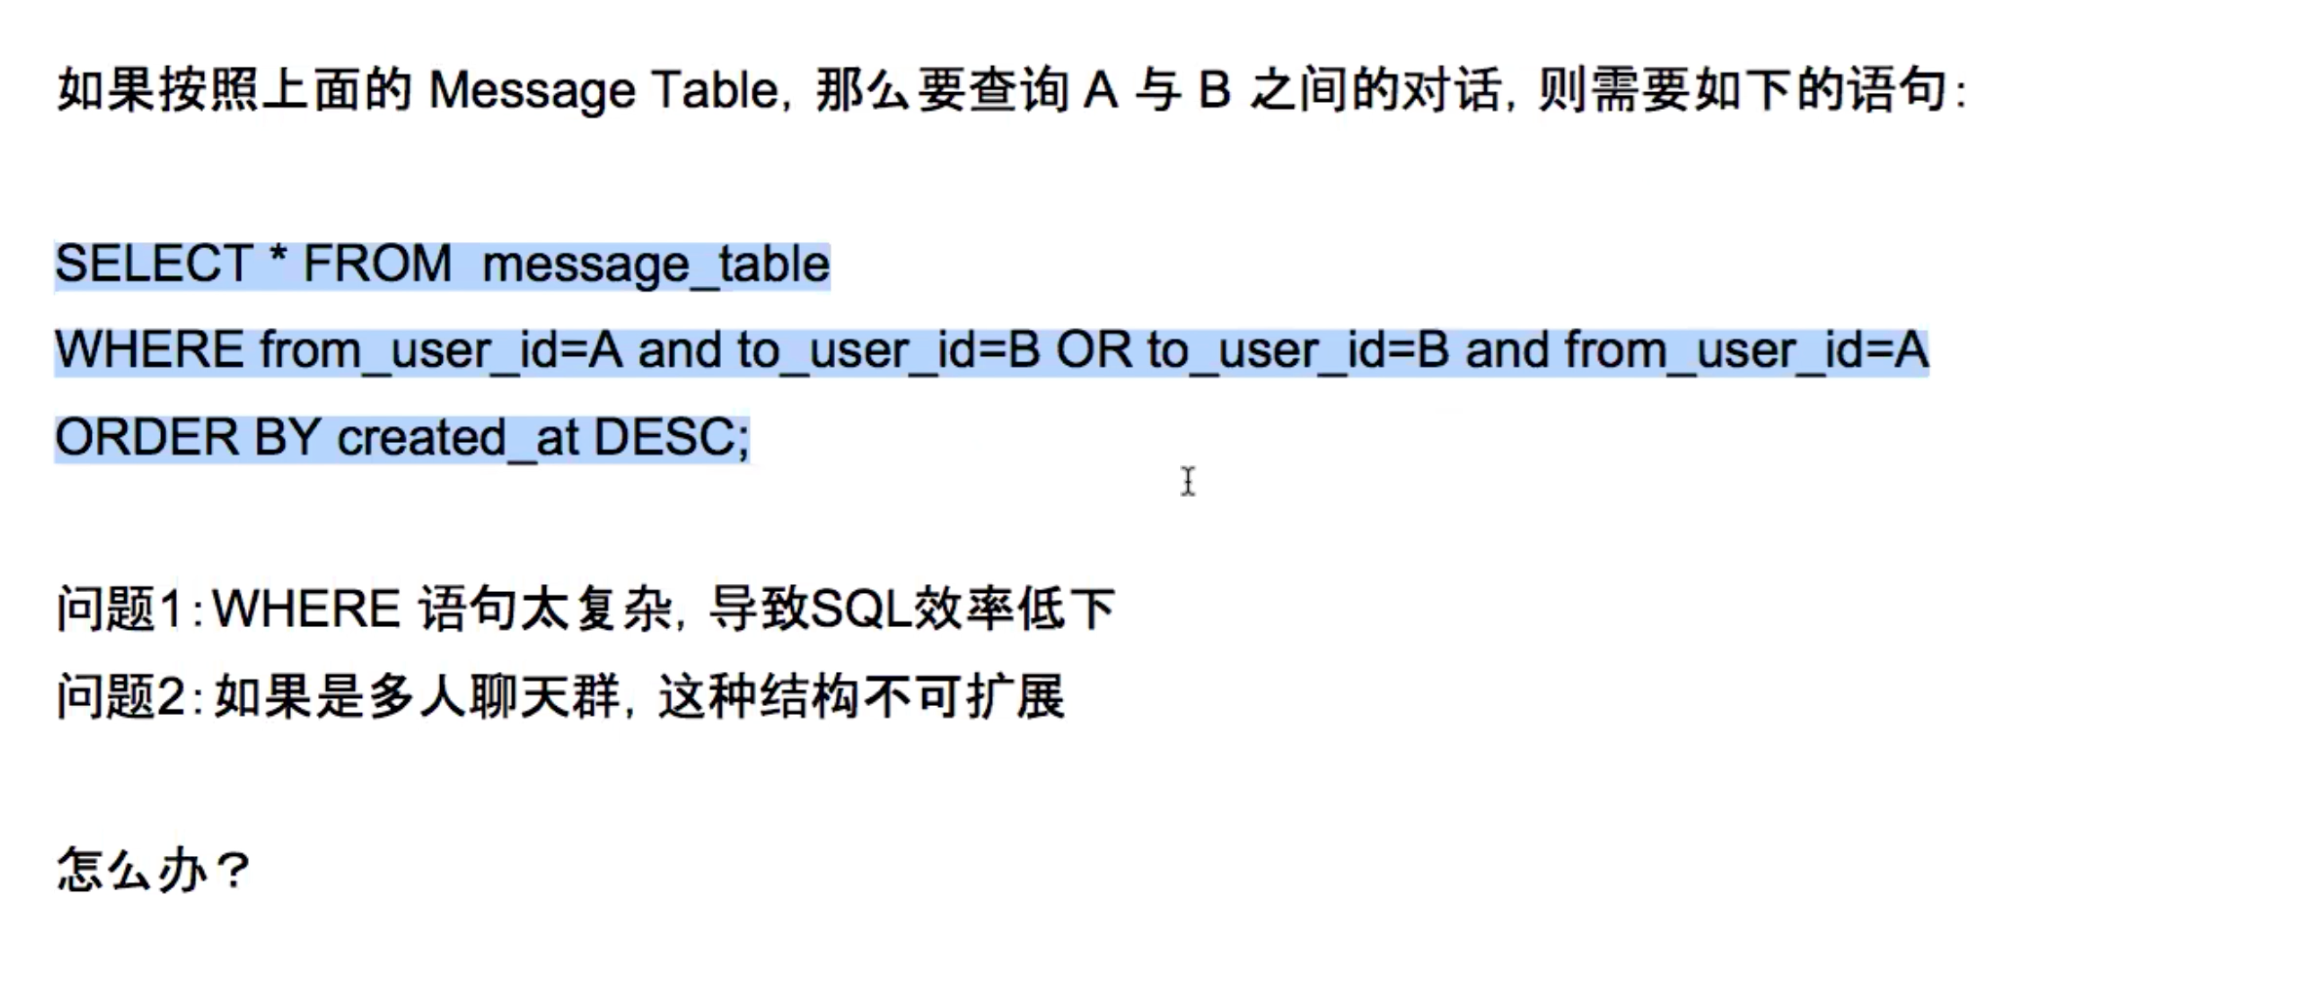 如果按照上面的 Message Table, 那么要查询 A 与 B 之间的对话, 则需要如下的语句:
SELECT * FROM  message_table
WHERE from_user_id=A and to_user_id=B OR to_user_id=B and from_user_id=A
ORDER BY created_at DESC;
问题1:WHERE 语句太复杂, 导致SQL效率低下
问题2:如果是多人聊天群, 这种结构不可扩展
怎么办？